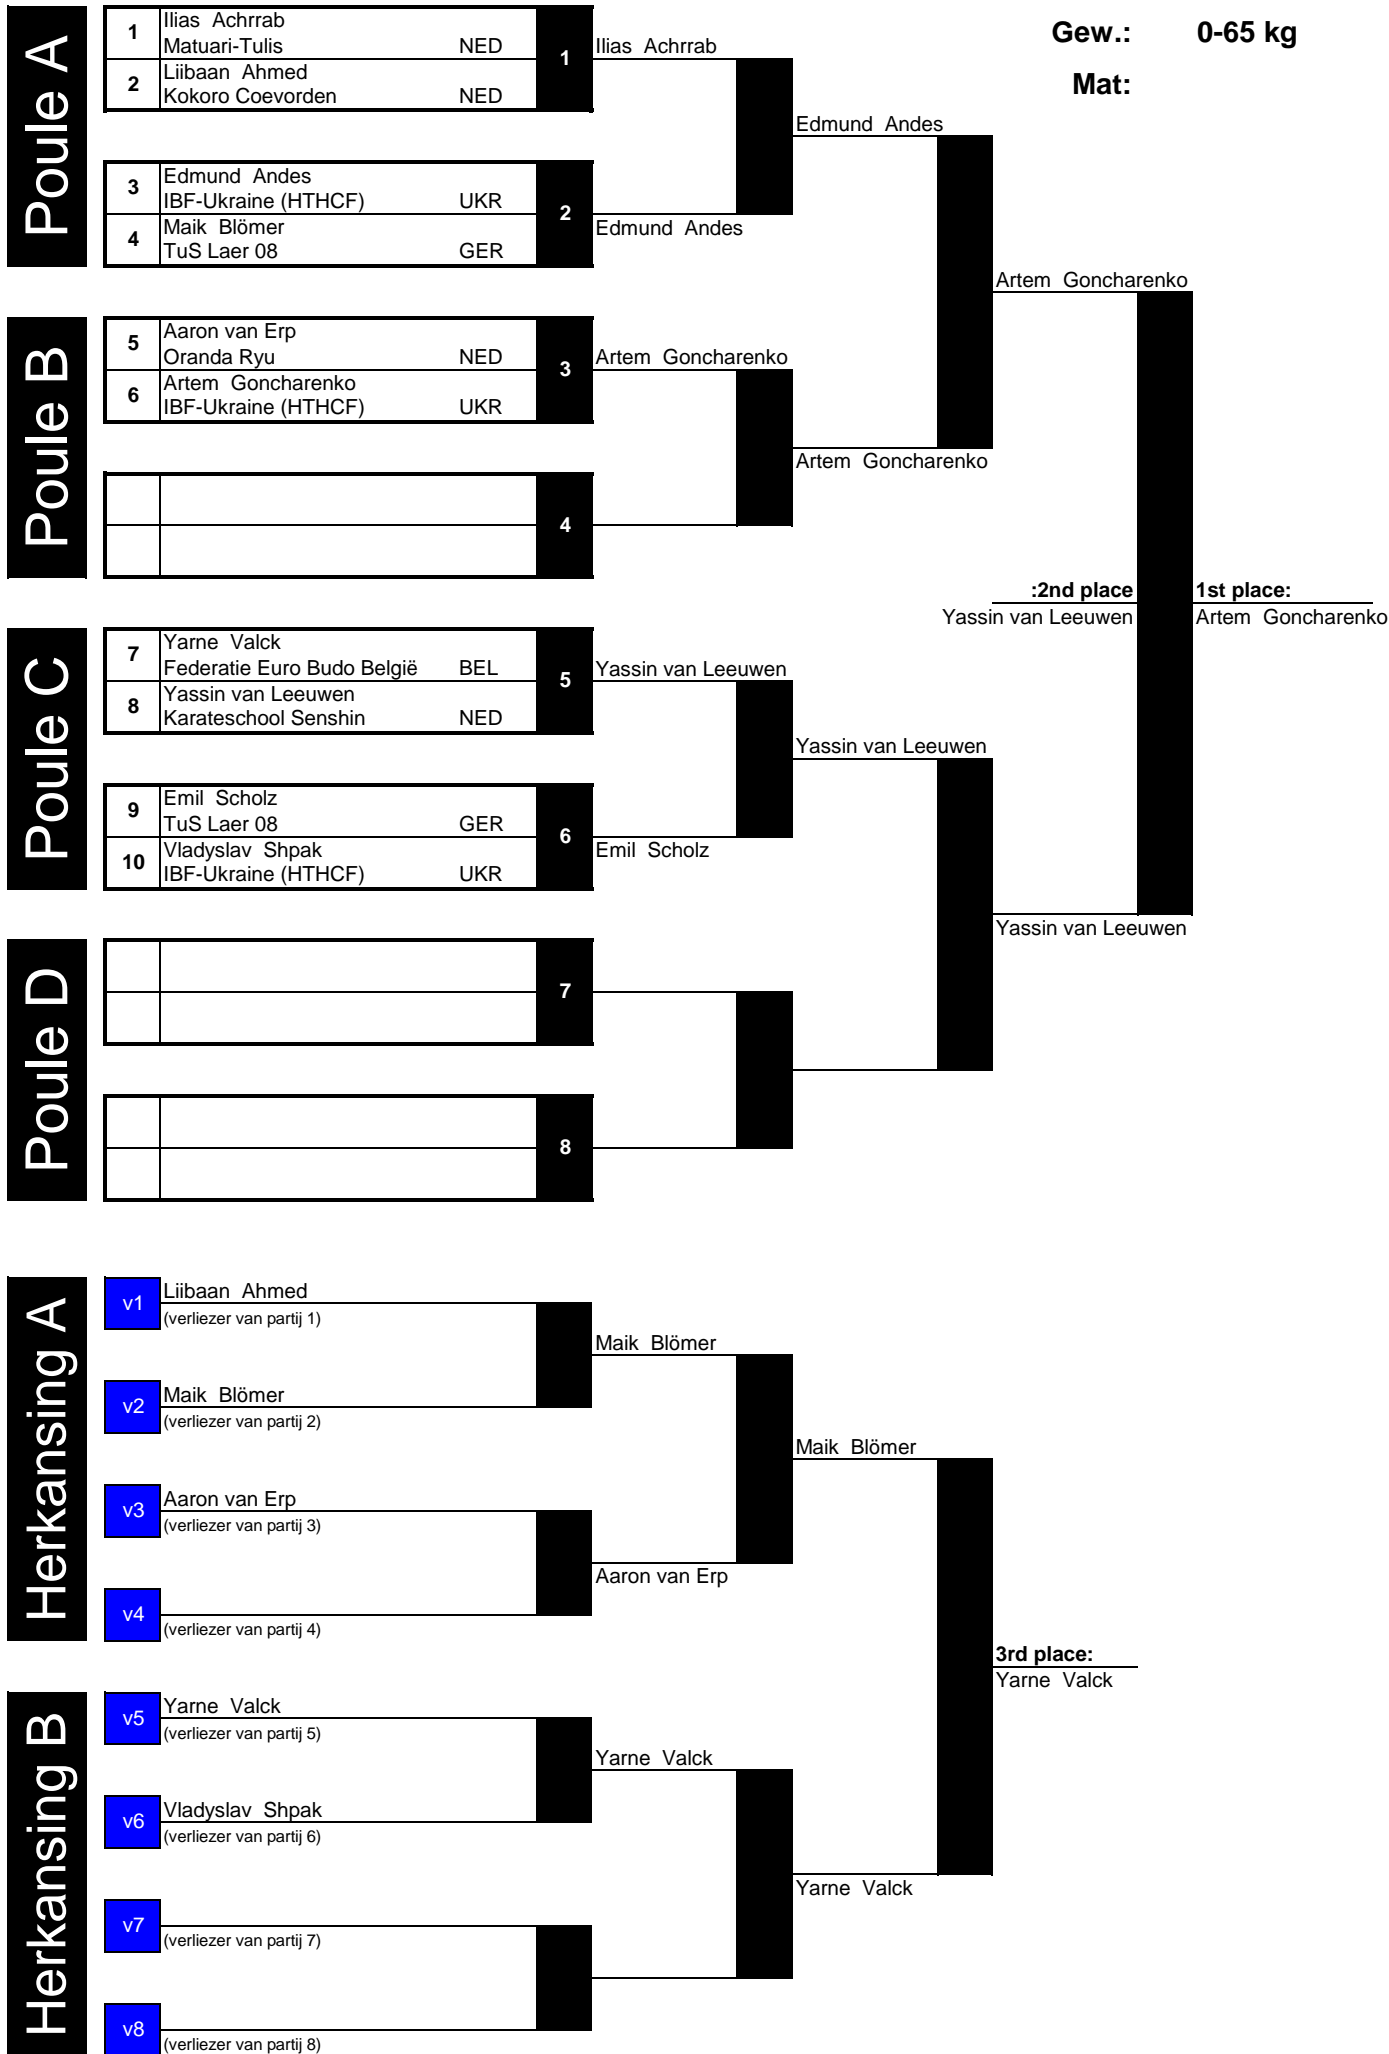 Gew.: 0-65 kg
Mat:
Poule A
1 Ilias Achrrab
Matuari-Tulis NED
2 Liibaan Ahmed
Kokoro Coevorden NED
1
Ilias Achrrab
3 Edmund Andes
IBF-Ukraine (HTHCF) UKR
4 Maik Blömer
TuS Laer 08 GER
2
Edmund Andes
Edmund Andes
Poule B
5 Aaron van Erp
Oranda Ryu NED
6 Artem Goncharenko
IBF-Ukraine (HTHCF) UKR
3
Artem Goncharenko
4
Artem Goncharenko
Artem Goncharenko
:2nd place
Yassin van Leeuwen
1st place:
Artem Goncharenko
Poule C
7 Yarne Valck
Federatie Euro Budo België BEL
8 Yassin van Leeuwen
Karateschool Senshin NED
5
Yassin van Leeuwen
9 Emil Scholz
TuS Laer 08 GER
10 Vladyslav Shpak
IBF-Ukraine (HTHCF) UKR
6
Emil Scholz
Yassin van Leeuwen
Yassin van Leeuwen
Poule D
7
8
Herkansing A
v1 Liibaan Ahmed
(verliezer van partij 1)
v2 Maik Blömer
(verliezer van partij 2)
Maik Blömer
v3 Aaron van Erp
(verliezer van partij 3)
v4
(verliezer van partij 4)
Aaron van Erp
Maik Blömer
3rd place:
Yarne Valck
Herkansing B
v5 Yarne Valck
(verliezer van partij 5)
v6 Vladyslav Shpak
(verliezer van partij 6)
Yarne Valck
v7
(verliezer van partij 7)
v8
(verliezer van partij 8)
Yarne Valck